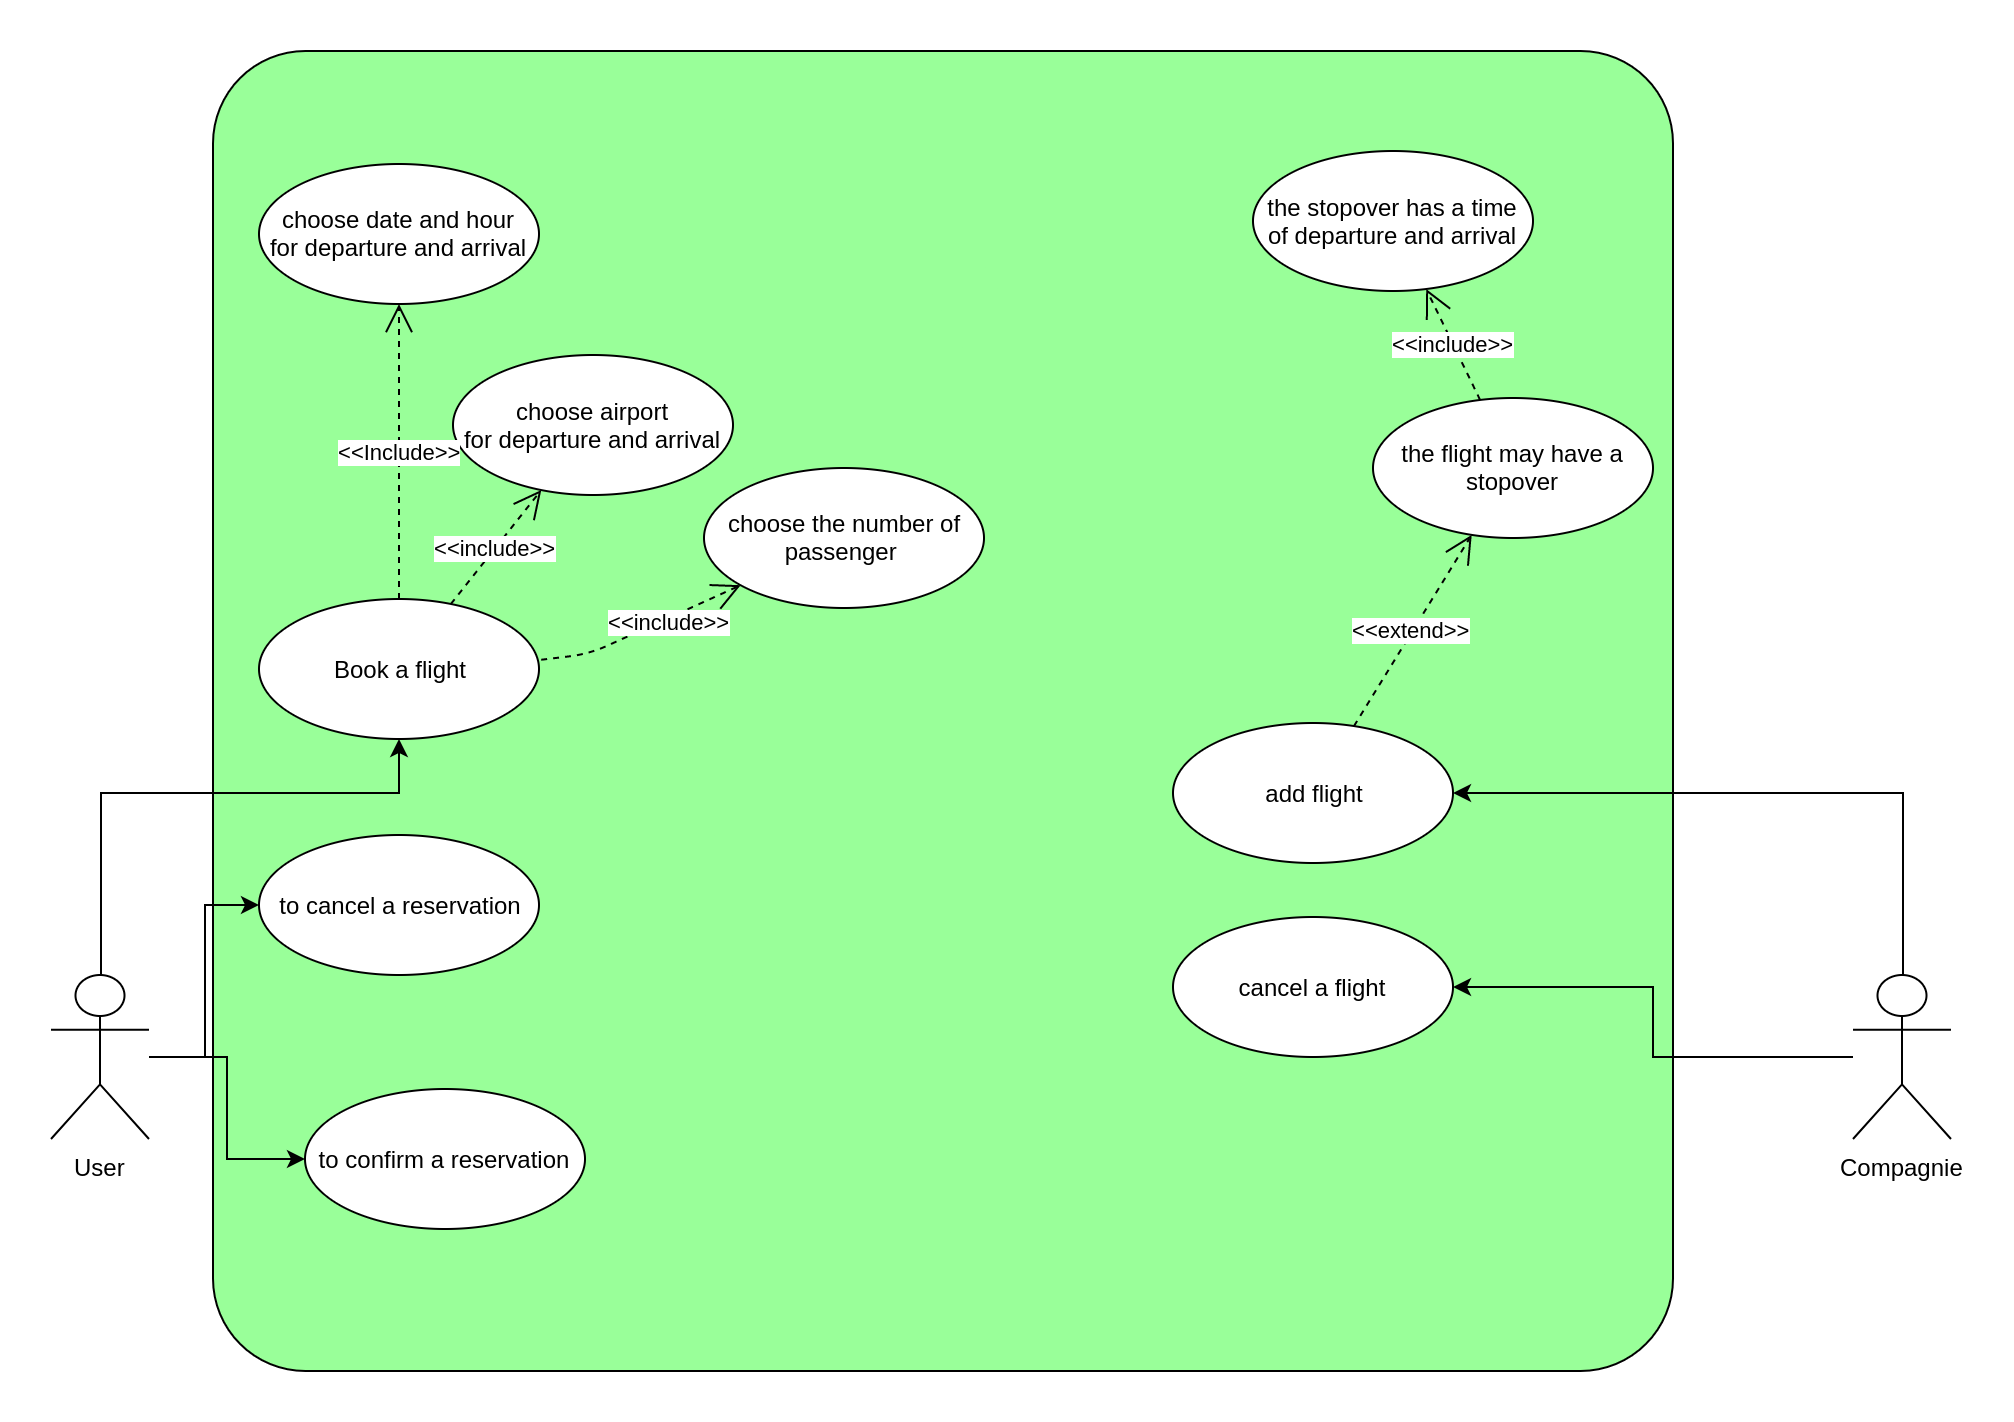 choose date and hour
for departure and arrival
the stopover has a time
of departure and arrival
<<include>>
choose airport
for departure and arrival
<<Include>>
the flight may have a
stopover
choose the number of
passenger
<<include>>
<<include>>
<<extend>>
Book a flight
add flight
to cancel a reservation
cancel a flight
to confirm a reservation
User
Compagnie